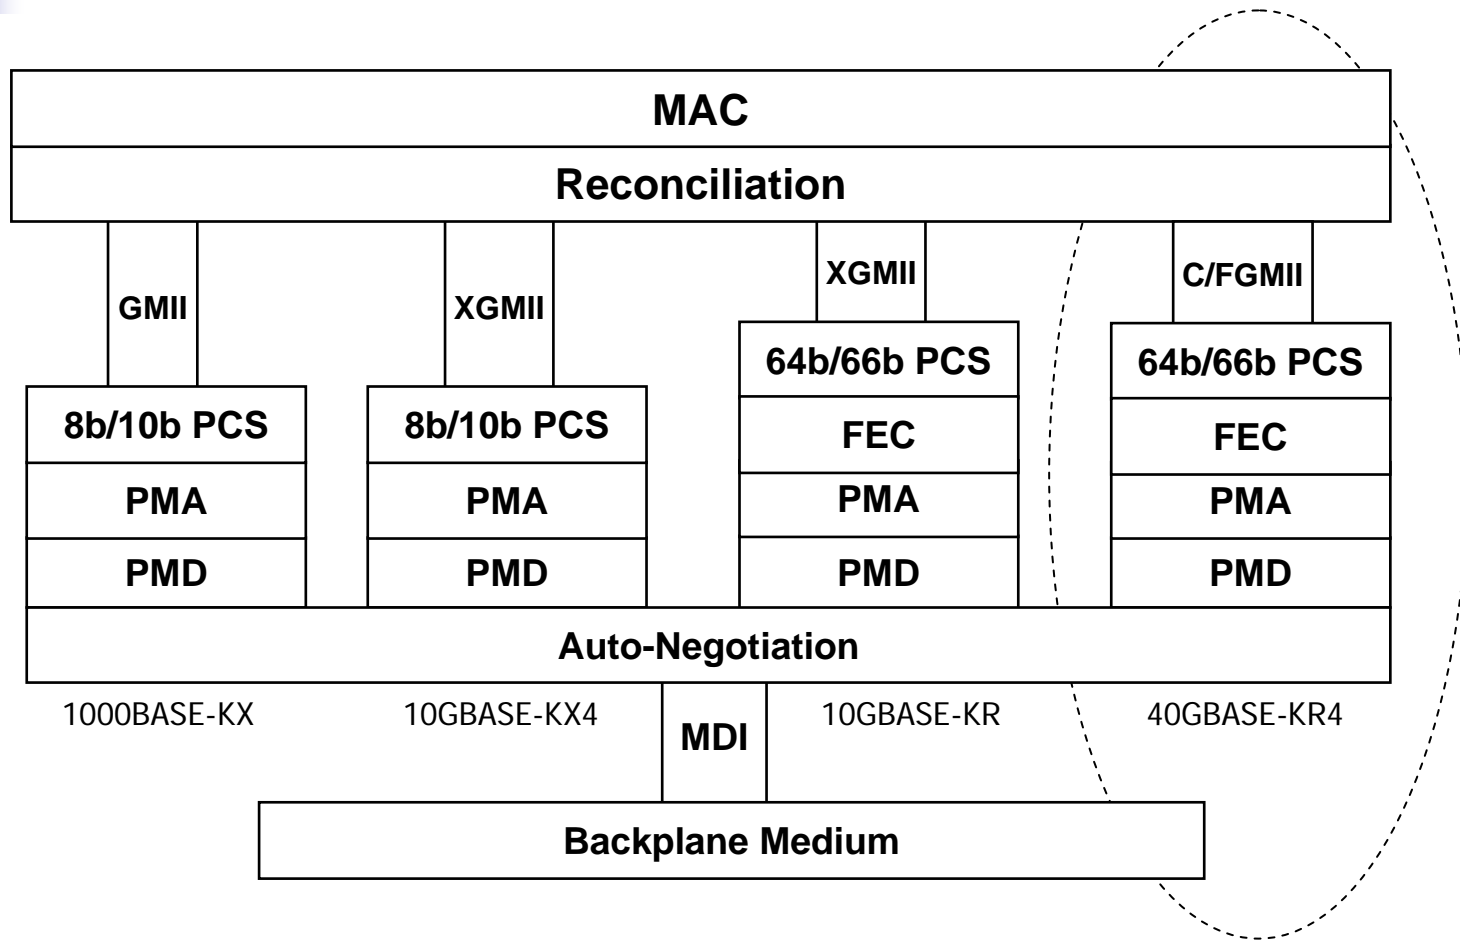 MAC
Reconciliation
GMII
XGMII
XGMII
C/FGMII
8b/10b PCS
PMA
PMD
8b/10b PCS
PMA
PMD
64b/66b PCS
FEC
PMA
PMD
64b/66b PCS
FEC
PMA
PMD
Auto-Negotiation
1000BASE-KX
10GBASE-KX4
MDI
10GBASE-KR
40GBASE-KR4
Backplane Medium